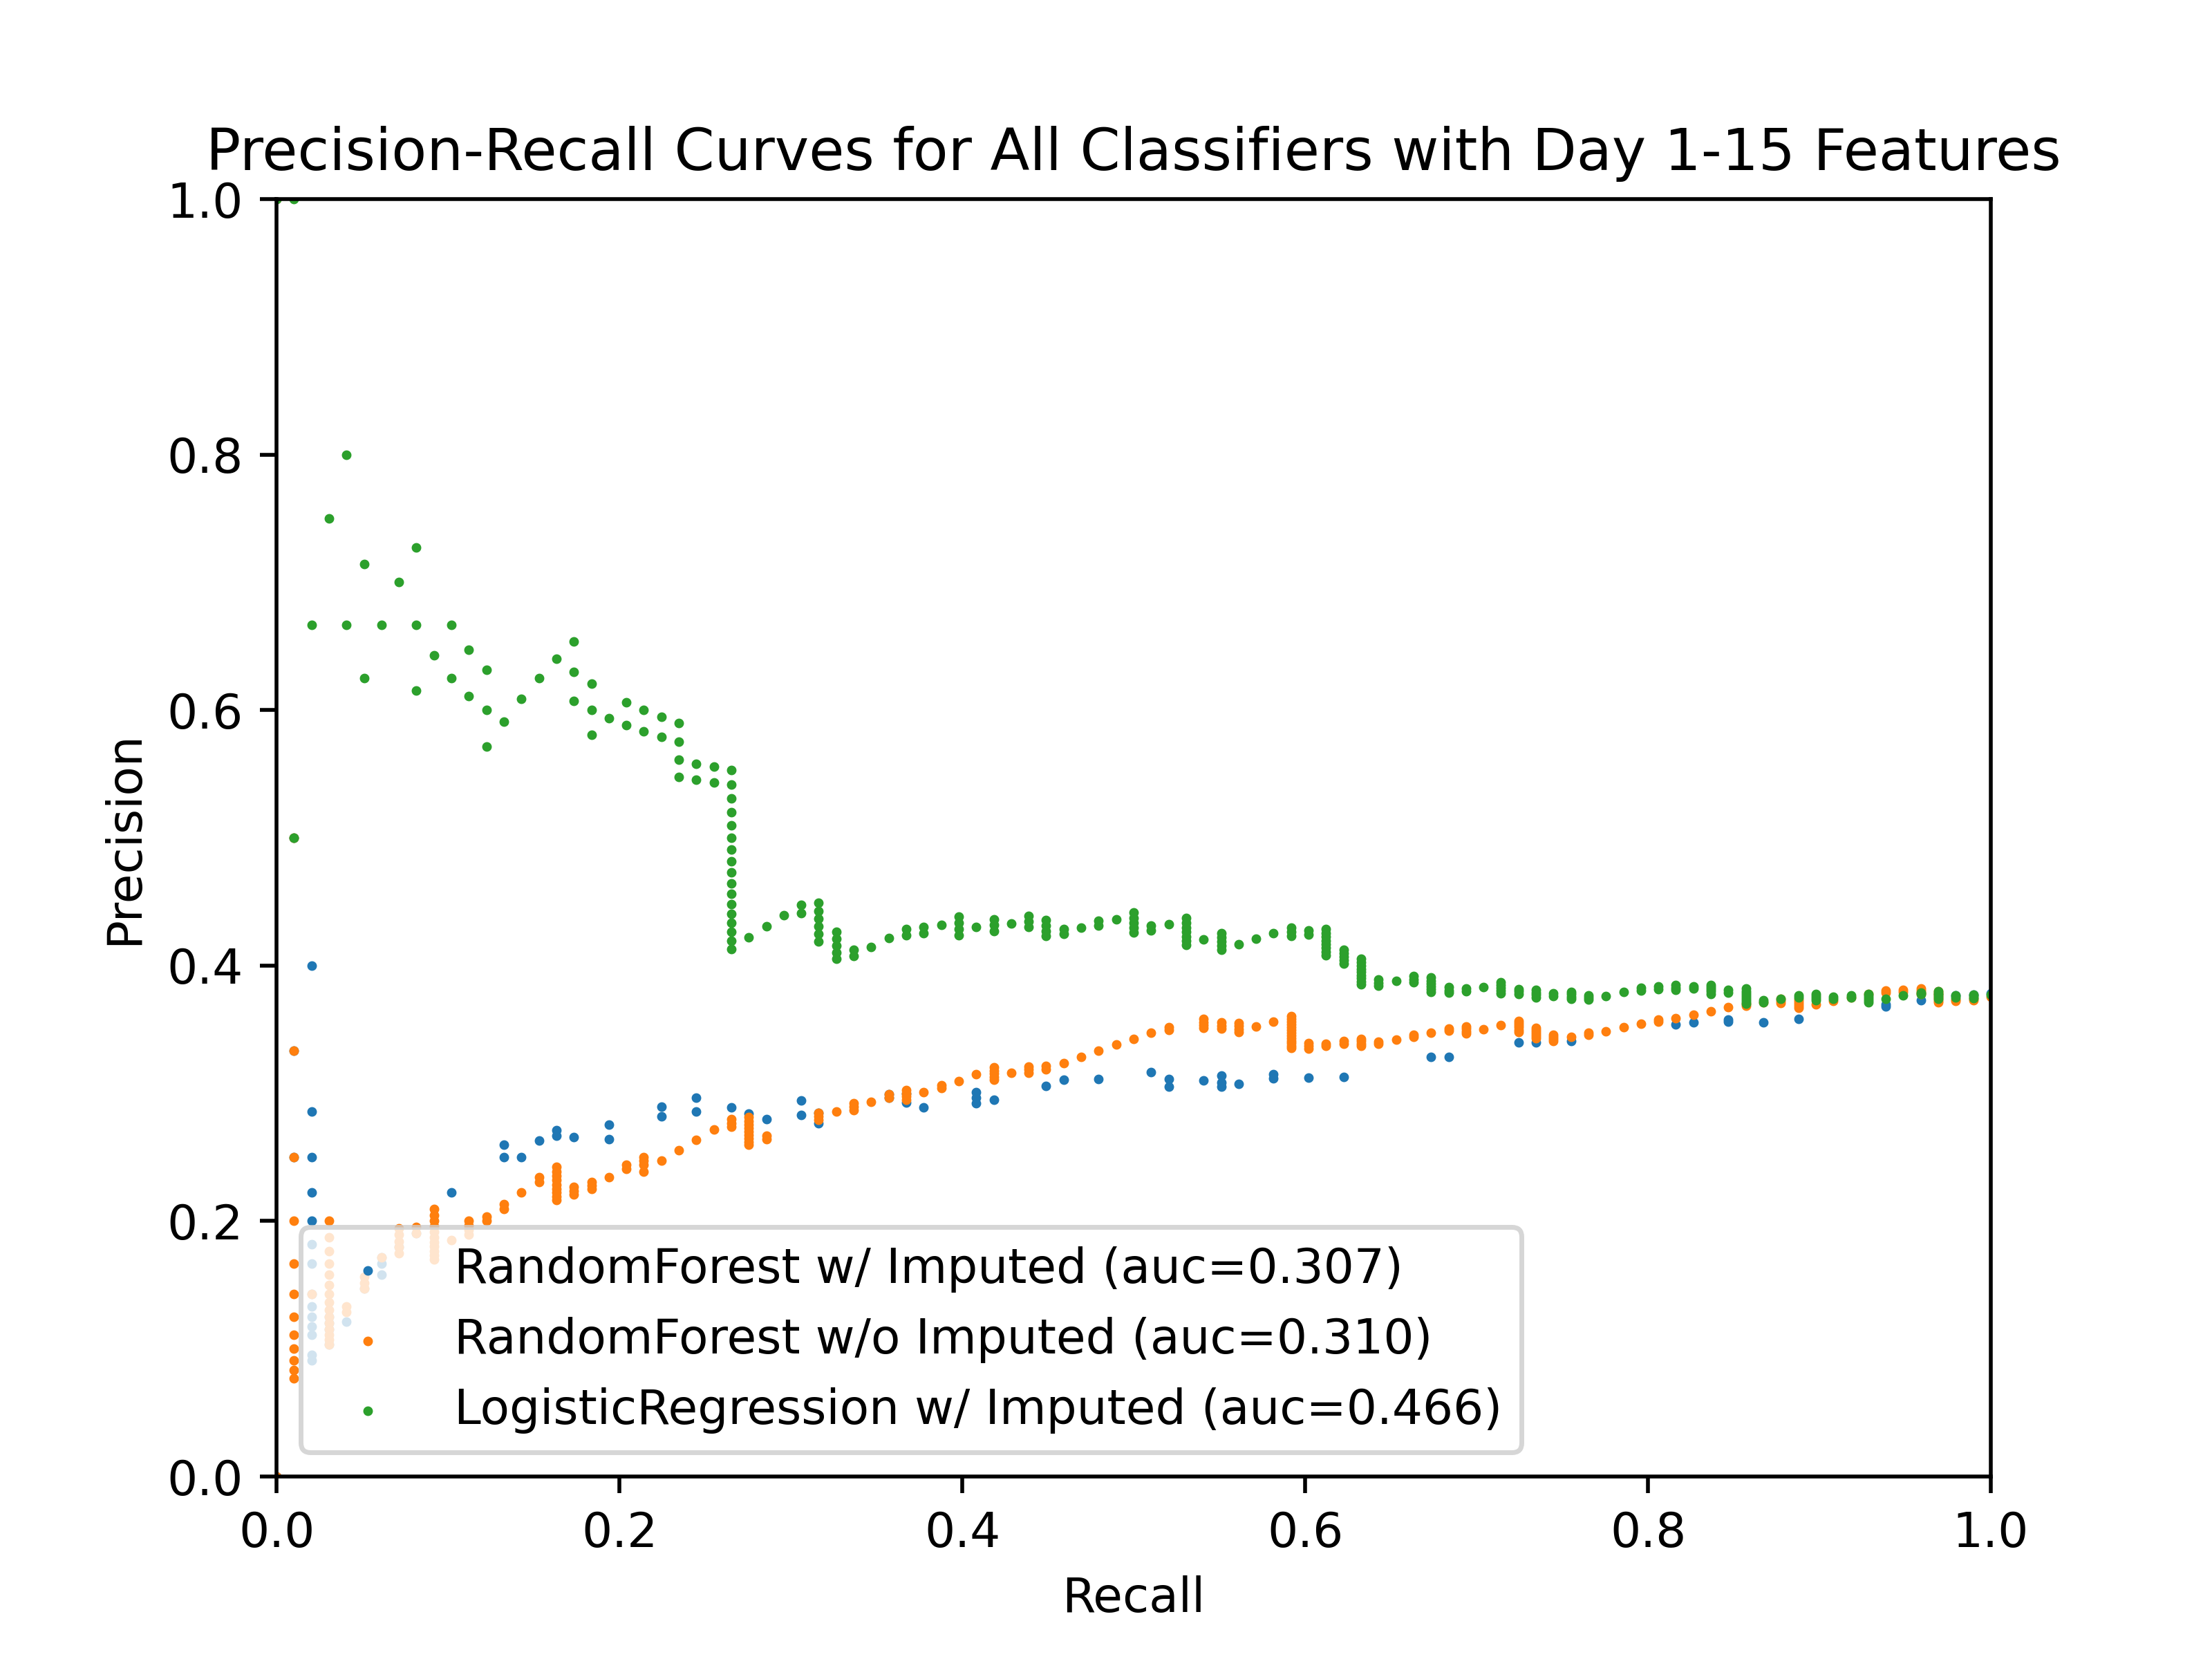 Precision-Recall Curves for All Classifiers with Day 1-15 Features
1.0
0.8
0.6
0.4
0.2
0.0
Precision
RandomForest w/ Imputed (auc=0.307)
RandomForest w/o Imputed (auc=0.310)
LogisticRegression w/ Imputed (auc=0.466)
0.0 0.2 0.4 0.6 0.8 1.0
Recall